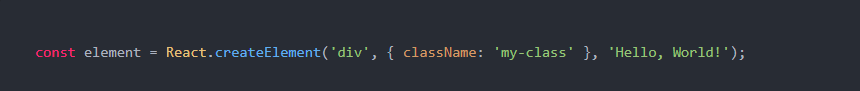 const element = React.createElement('div', { className: 'my-class' }, 'Hello, World!');